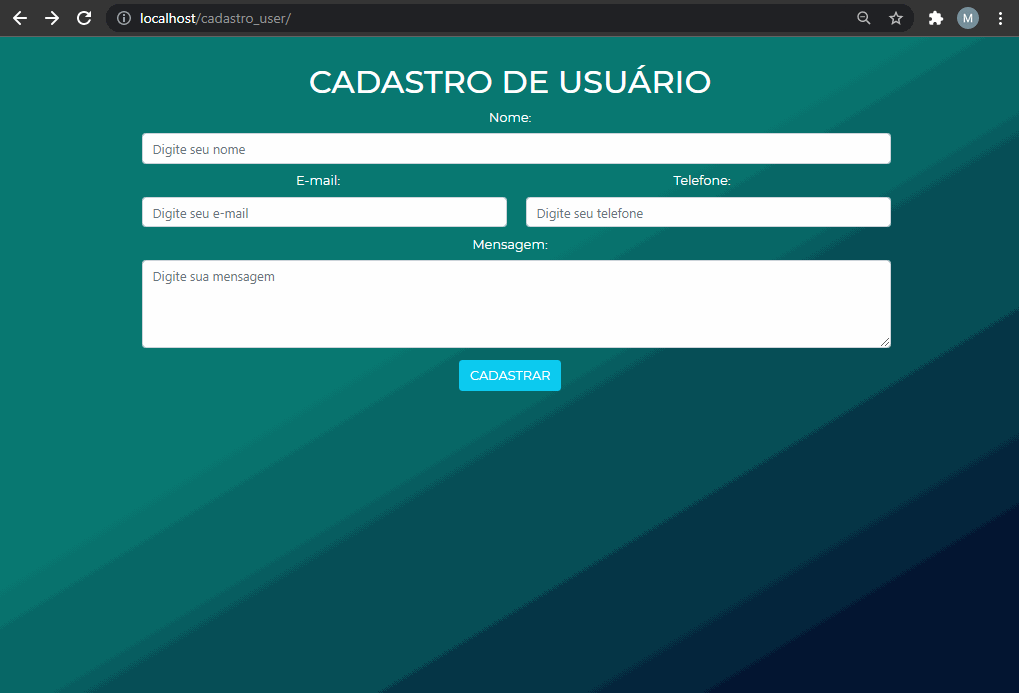 localhost/cadastro_user/
M
CADASTRO DE USUÁRIO
Nome:
Digite seu nome
E-mail:
Telefone:
Digite seu e-mail
Digite seu telefone
Mensagem:
Digite sua mensagem
CADASTRAR